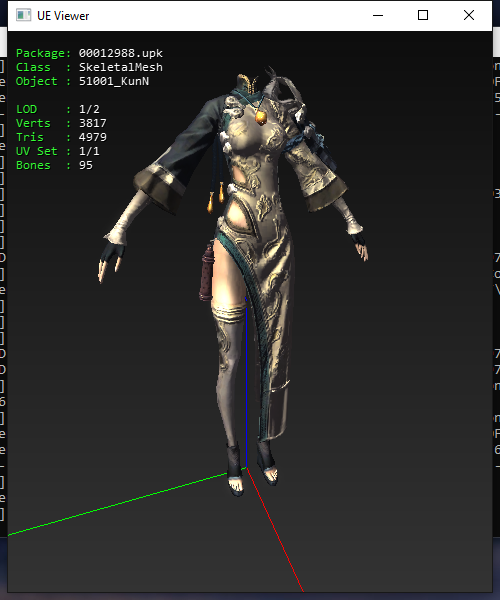 UE Viewer
Package: 00012988.upk
Class : SkeletalMesh
Object : 51001_KunN
LOD : 1/2
Verts : 3817
Tris : 4979
UV Set : 1/1
Bones : 95